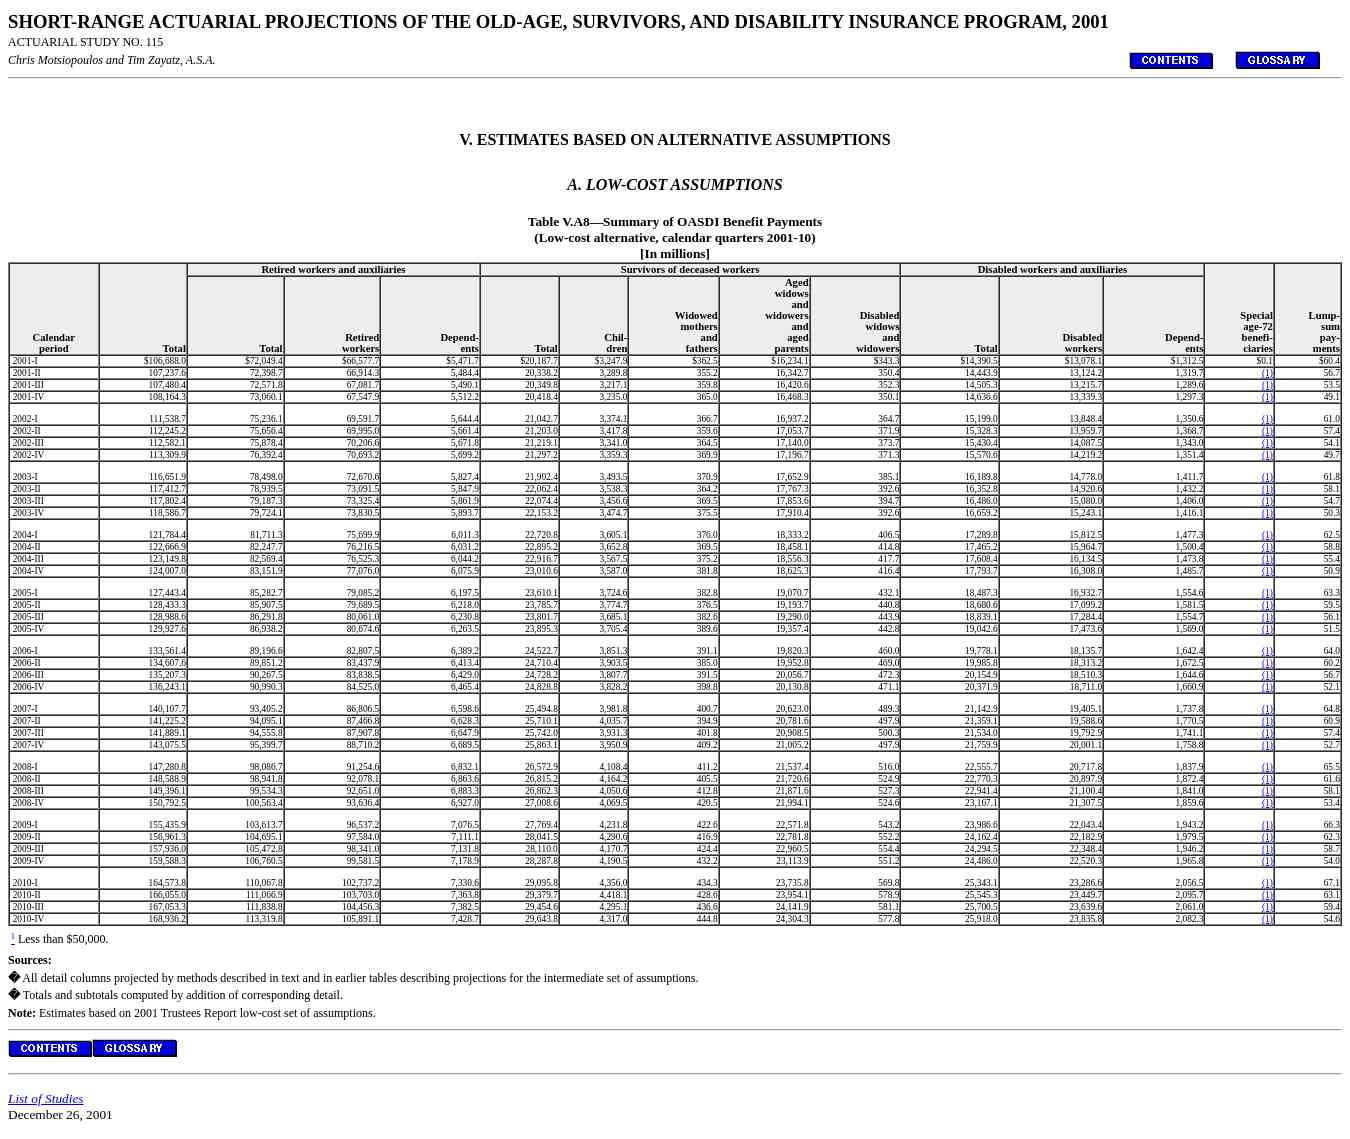 SHORT-RANGE ACTUARIAL PROJECTIONS OF THE OLD-AGE, SURVIVORS, AND DISABILITY INSURANCE PROGRAM, 2001
ACTUARIAL STUDY NO. 115
Chris Motsiopoulos and Tim Zayatz, A.S.A.
CONTENTS GLOSSARY
V. ESTIMATES BASED ON ALTERNATIVE ASSUMPTIONS
A. LOW-COST ASSUMPTIONS
Table V.A8—Summary of OASDI Benefit Payments
(Low-cost alternative, calendar quarters 2001-10)
[In millions]
Retired workers and auxiliaries Survivors of deceased workers Disabled workers and auxiliaries
Aged
widows
and
widowers
Widowed and Disabled Special Lump-
mothers aged widows age-72 sum
Calendar Retired Depend- Chil- and and Disabled Depend- benefi- pay-
period Total Total workers ents Total dren fathers parents widowers Total workers ents ciaries ments
2001-I $106,688.0 $72,049.4 $66,577.7 $5,471.7 $20,187.7 $3,247.9 $362.5 $16,234.1 $343.3 $14,390.5 $13,078.1 $1,312.5 $0.1 $60.4
2001-II 107,237.6 72,398.7 66,914.3 5,484.4 20,338.2 3,289.8 355.2 16,342.7 350.4 14,443.9 13,124.2 1,319.7 (1) 56.7
2001-III 107,480.4 72,571.8 67,081.7 5,490.1 20,349.8 3,217.1 359.8 16,420.6 352.3 14,505.3 13,215.7 1,289.6 (1) 53.5
2001-IV 108,164.3 73,060.1 67,547.9 5,512.2 20,418.4 3,235.0 365.0 16,468.3 350.1 14,636.6 13,339.3 1,297.3 (1) 49.1
2002-I 111,538.7 75,236.1 69,591.7 5,644.4 21,042.7 3,374.1 366.7 16,937.2 364.7 15,199.0 13,848.4 1,350.6 (1) 61.0
2002-II 112,245.2 75,656.4 69,995.0 5,661.4 21,203.0 3,417.8 359.6 17,053.7 371.9 15,328.3 13,959.7 1,368.7 (1) 57.4
2002-III 112,582.1 75,878.4 70,206.6 5,671.8 21,219.1 3,341.0 364.5 17,140.0 373.7 15,430.4 14,087.5 1,343.0 (1) 54.1
2002-IV 113,309.9 76,392.4 70,693.2 5,699.2 21,297.2 3,359.3 369.9 17,196.7 371.3 15,570.6 14,219.2 1,351.4 (1) 49.7
2003-I 116,651.9 78,498.0 72,670.6 5,827.4 21,902.4 3,493.5 370.9 17,652.9 385.1 16,189.8 14,778.0 1,411.7 (1) 61.8
2003-II 117,412.7 78,939.5 73,091.5 5,847.9 22,062.4 3,538.3 364.2 17,767.3 392.6 16,352.8 14,920.6 1,432.2 (1) 58.1
2003-III 117,802.4 79,187.3 73,325.4 5,861.9 22,074.4 3,456.6 369.5 17,853.6 394.7 16,486.0 15,080.0 1,406.0 (1) 54.7
2003-IV 118,586.7 79,724.1 73,830.5 5,893.7 22,153.2 3,474.7 375.5 17,910.4 392.6 16,659.2 15,243.1 1,416.1 (1) 50.3
2004-I 121,784.4 81,711.3 75,699.9 6,011.3 22,720.8 3,605.1 376.0 18,333.2 406.5 17,289.8 15,812.5 1,477.3 (1) 62.5
2004-II 122,666.9 82,247.7 76,216.5 6,031.2 22,895.2 3,652.8 369.5 18,458.1 414.8 17,465.2 15,964.7 1,500.4 (1) 58.8
2004-III 123,149.8 82,569.4 76,525.3 6,044.2 22,916.7 3,567.5 375.2 18,556.3 417.7 17,608.4 16,134.5 1,473.8 (1) 55.4
2004-IV 124,007.0 83,151.9 77,076.0 6,075.9 23,010.6 3,587.0 381.8 18,625.3 416.4 17,793.7 16,308.0 1,485.7 (1) 50.9
2005-I 127,443.4 85,282.7 79,085.2 6,197.5 23,610.1 3,724.6 382.8 19,070.7 432.1 18,487.3 16,932.7 1,554.6 (1) 63.3
2005-II 128,433.3 85,907.5 79,689.5 6,218.0 23,785.7 3,774.7 376.5 19,193.7 440.8 18,680.6 17,099.2 1,581.5 (1) 59.5
2005-III 128,988.6 86,291.8 80,061.0 6,230.8 23,801.7 3,685.1 382.6 19,290.0 443.9 18,839.1 17,284.4 1,554.7 (1) 56.1
2005-IV 129,927.6 86,938.2 80,674.6 6,263.5 23,895.3 3,705.4 389.6 19,357.4 442.8 19,042.6 17,473.6 1,569.0 (1) 51.5
2006-I 133,561.4 89,196.6 82,807.5 6,389.2 24,522.7 3,851.3 391.1 19,820.3 460.0 19,778.1 18,135.7 1,642.4 (1) 64.0
2006-II 134,607.6 89,851.2 83,437.9 6,413.4 24,710.4 3,903.5 385.0 19,952.8 469.0 19,985.8 18,313.2 1,672.5 (1) 60.2
2006-III 135,207.3 90,267.5 83,838.5 6,429.0 24,728.2 3,807.7 391.5 20,056.7 472.3 20,154.9 18,510.3 1,644.6 (1) 56.7
2006-IV 136,243.1 90,990.3 84,525.0 6,465.4 24,828.8 3,828.2 398.8 20,130.8 471.1 20,371.9 18,711.0 1,660.9 (1) 52.1
2007-I 140,107.7 93,405.2 86,806.5 6,598.6 25,494.8 3,981.8 400.7 20,623.0 489.3 21,142.9 19,405.1 1,737.8 (1) 64.8
2007-II 141,225.2 94,095.1 87,466.8 6,628.3 25,710.1 4,035.7 394.9 20,781.6 497.9 21,359.1 19,588.6 1,770.5 (1) 60.9
2007-III 141,889.1 94,555.8 87,907.8 6,647.9 25,742.0 3,931.3 401.8 20,908.5 500.3 21,534.0 19,792.9 1,741.1 (1) 57.4
2007-IV 143,075.5 95,399.7 88,710.2 6,689.5 25,863.1 3,950.9 409.2 21,005.2 497.9 21,759.9 20,001.1 1,758.8 (1) 52.7
2008-I 147,280.8 98,086.7 91,254.6 6,832.1 26,572.9 4,108.4 411.2 21,537.4 516.0 22,555.7 20,717.8 1,837.9 (1) 65.5
2008-II 148,588.9 98,941.8 92,078.1 6,863.6 26,815.2 4,164.2 405.5 21,720.6 524.9 22,770.3 20,897.9 1,872.4 (1) 61.6
2008-III 149,396.1 99,534.3 92,651.0 6,883.3 26,862.3 4,050.6 412.8 21,871.6 527.3 22,941.4 21,100.4 1,841.0 (1) 58.1
2008-IV 150,792.5 100,563.4 93,636.4 6,927.0 27,008.6 4,069.5 420.5 21,994.1 524.6 23,167.1 21,307.5 1,859.6 (1) 53.4
2009-I 155,435.9 103,613.7 96,537.2 7,076.5 27,769.4 4,231.8 422.6 22,571.8 543.2 23,986.6 22,043.4 1,943.2 (1) 66.3
2009-II 156,961.3 104,695.1 97,584.0 7,111.1 28,041.5 4,290.6 416.9 22,781.8 552.2 24,162.4 22,182.9 1,979.5 (1) 62.3
2009-III 157,936.0 105,472.8 98,341.0 7,131.8 28,110.0 4,170.7 424.4 22,960.5 554.4 24,294.5 22,348.4 1,946.2 (1) 58.7
2009-IV 159,588.3 106,760.5 99,581.5 7,178.9 28,287.8 4,190.5 432.2 23,113.9 551.2 24,486.0 22,520.3 1,965.8 (1) 54.0
2010-I 164,573.8 110,067.8 102,737.2 7,330.6 29,095.8 4,356.0 434.3 23,735.8 569.8 25,343.1 23,286.6 2,056.5 (1) 67.1
2010-II 166,055.0 111,066.9 103,703.0 7,363.8 29,379.7 4,418.1 428.6 23,954.1 578.9 25,545.3 23,449.7 2,095.7 (1) 63.1
2010-III 167,053.3 111,838.8 104,456.3 7,382.5 29,454.6 4,295.1 436.6 24,141.9 581.1 25,700.5 23,639.6 2,061.0 (1) 59.4
2010-IV 168,936.2 113,319.8 105,891.1 7,428.7 29,643.8 4,317.0 444.8 24,304.3 577.8 25,918.0 23,835.8 2,082.3 (1) 54.6
1 Less than $50,000.
Sources:
� All detail columns projected by methods described in text and in earlier tables describing projections for the intermediate set of assumptions.
� Totals and subtotals computed by addition of corresponding detail.
Note: Estimates based on 2001 Trustees Report low-cost set of assumptions.
CONTENTS GLOSSARY
List of Studies
December 26, 2001